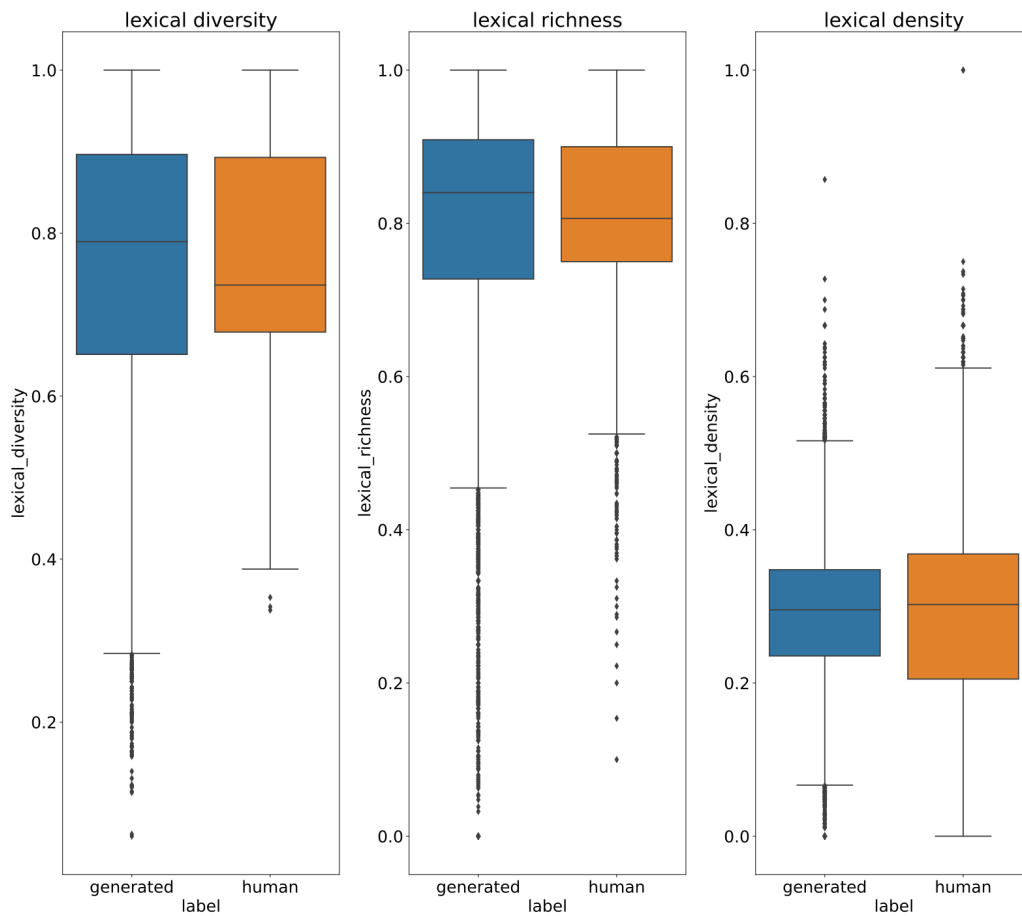 lexical diversity
lexical_diversity
1.0
0.8
0.6
0.4
0.2
generated human
label
lexical richness
lexical_richness
1.0
0.8
0.6
0.4
0.2
0.0
generated human
label
lexical density
lexical_density
1.0
0.8
0.6
0.4
0.2
0.0
generated human
label